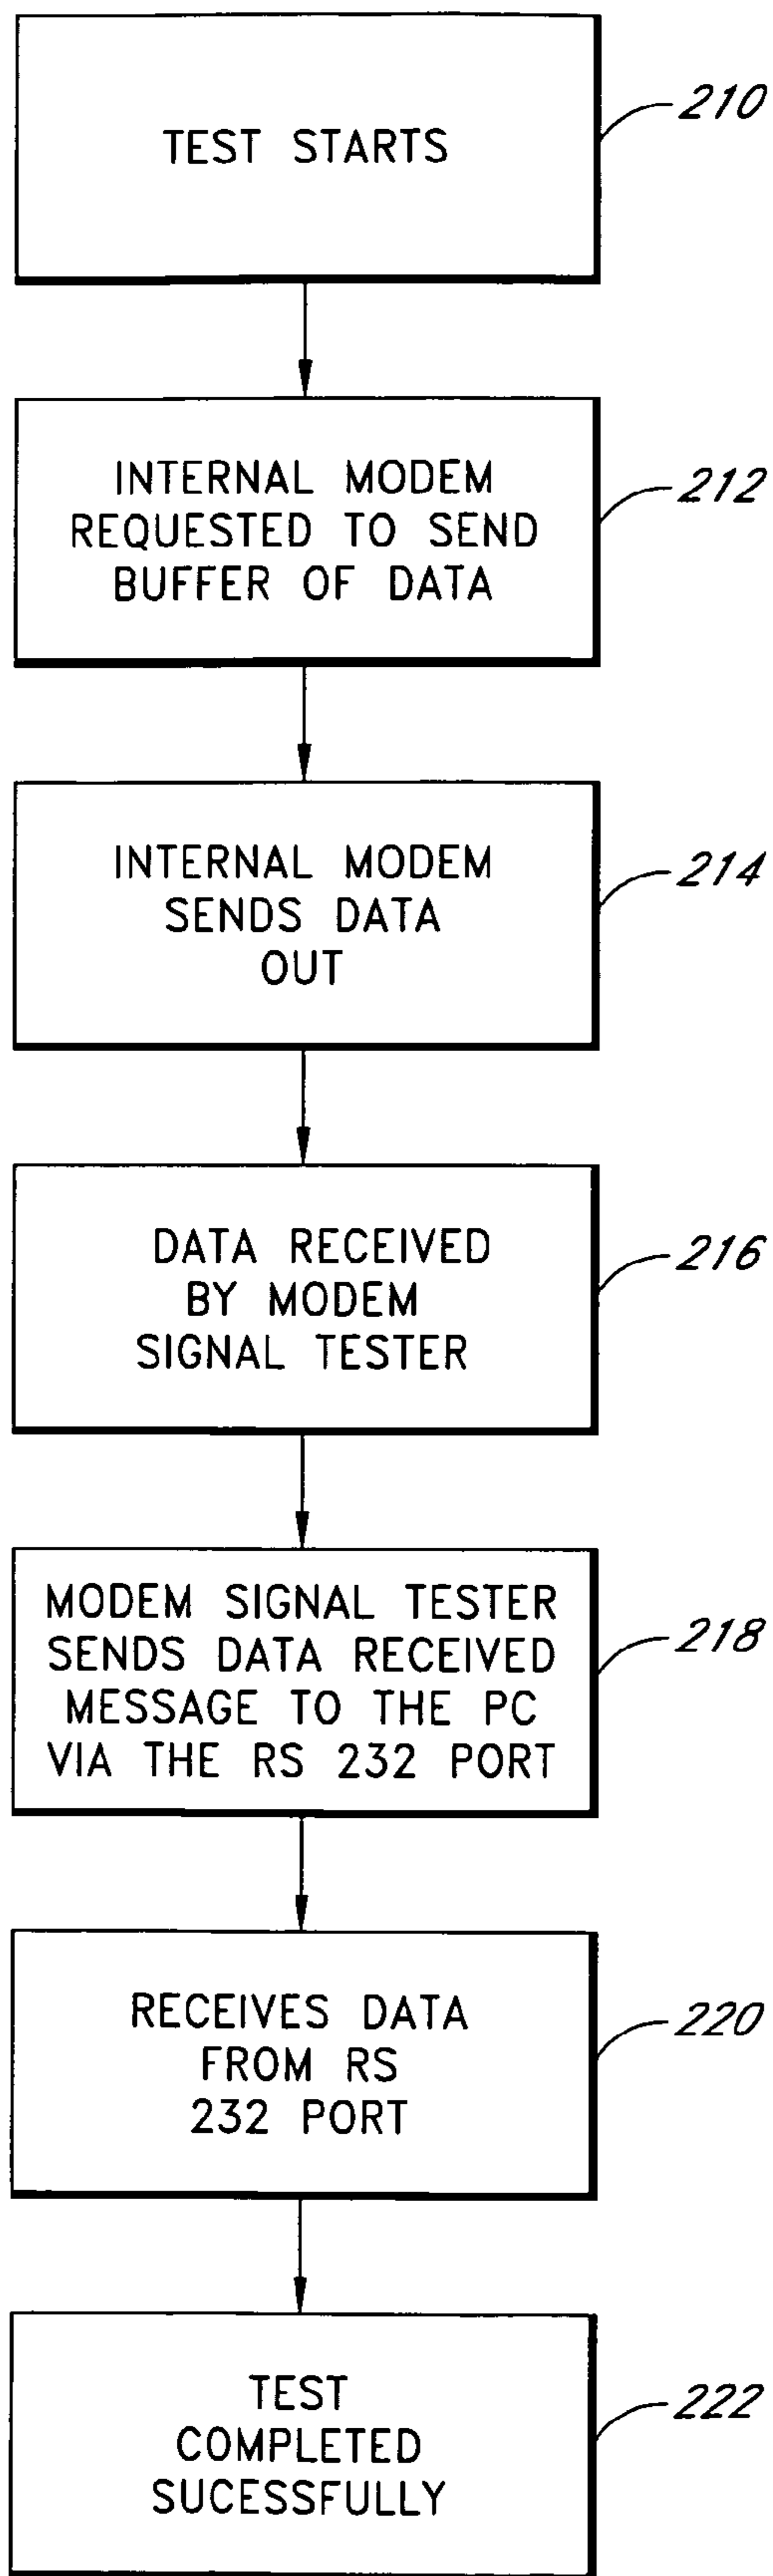 TEST STARTS
210
INTERNAL MODEM
REQUESTED TO SEND
BUFFER OF DATA
212
INTERNAL MODEM
SENDS DATA
OUT
214
DATA RECEIVED
BY MODEM
SIGNAL TESTER
216
MODEM SIGNAL TESTER
SENDS DATA RECEIVED
MESSAGE TO THE PC
VIA THE RS 232 PORT
218
RECEIVES DATA
FROM RS
232 PORT
220
TEST
COMPLETED
SUCESSFULLY
222